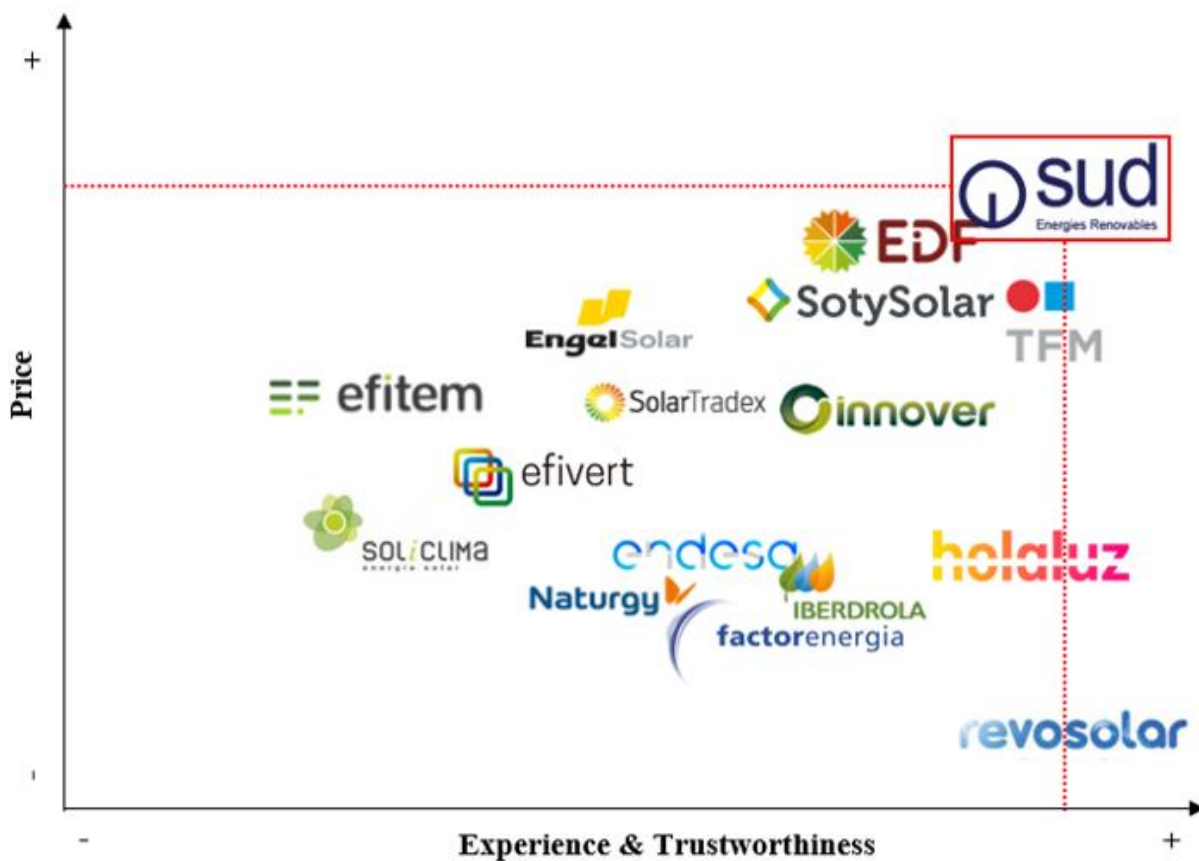 +
sud
Energies Renovables
EDF
SotySolar
EngelSolar
TFM
Price
efitem
SolarTradex
innover
efivert
SOLiCLIMA
energía solar
endesa
holaluz
Naturgy
IBERDROLA
factorenergia
revosolar
-
-
Experience & Trustworthiness
+